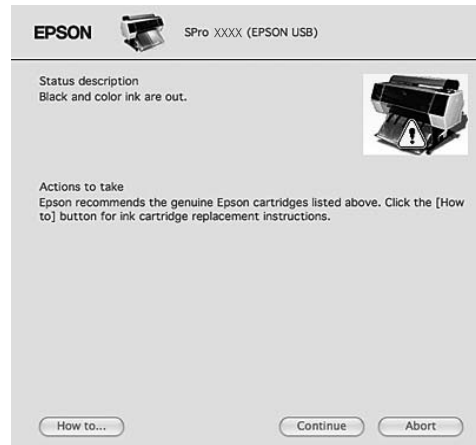 EPSON SPro XXXX (EPSON USB)
Status description
Black and color ink are out.
Actions to take
Epson recommends the genuine Epson cartridges listed above. Click the [How
to] button for ink cartridge replacement instructions.
How to... Continue Abort